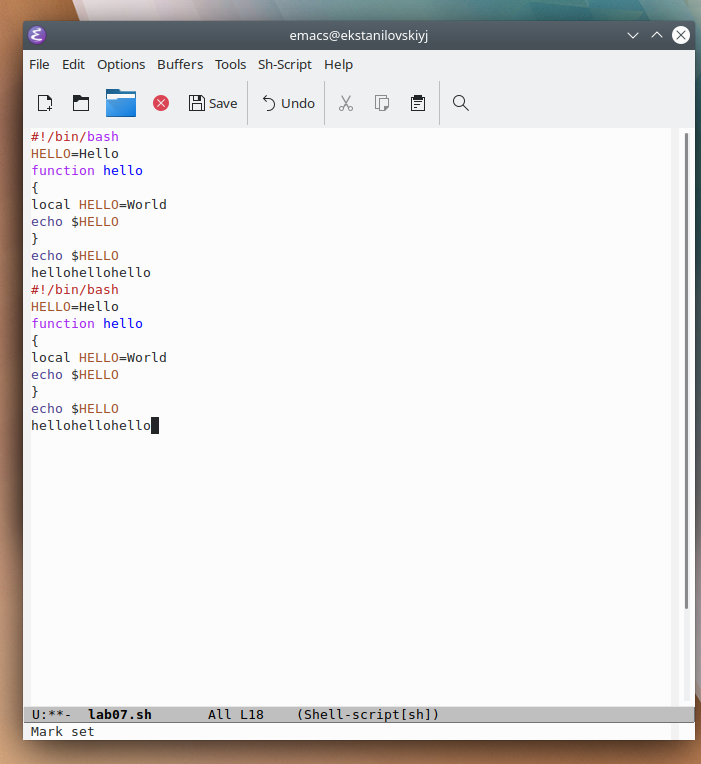 emacs@ekstanilovskiyj
File Edit Options Buffers Tools Sh-Script Help
Save Undo
#!/bin/bash
HELLO=Hello
function hello
{
local HELLO=World
echo $HELLO
}
echo $HELLO
hellohellohello
#!/bin/bash
HELLO=Hello
function hello
{
local HELLO=World
echo $HELLO
}
echo $HELLO
hellohellohello
U:**- lab07.sh All L18 (Shell-script[sh])
Mark set